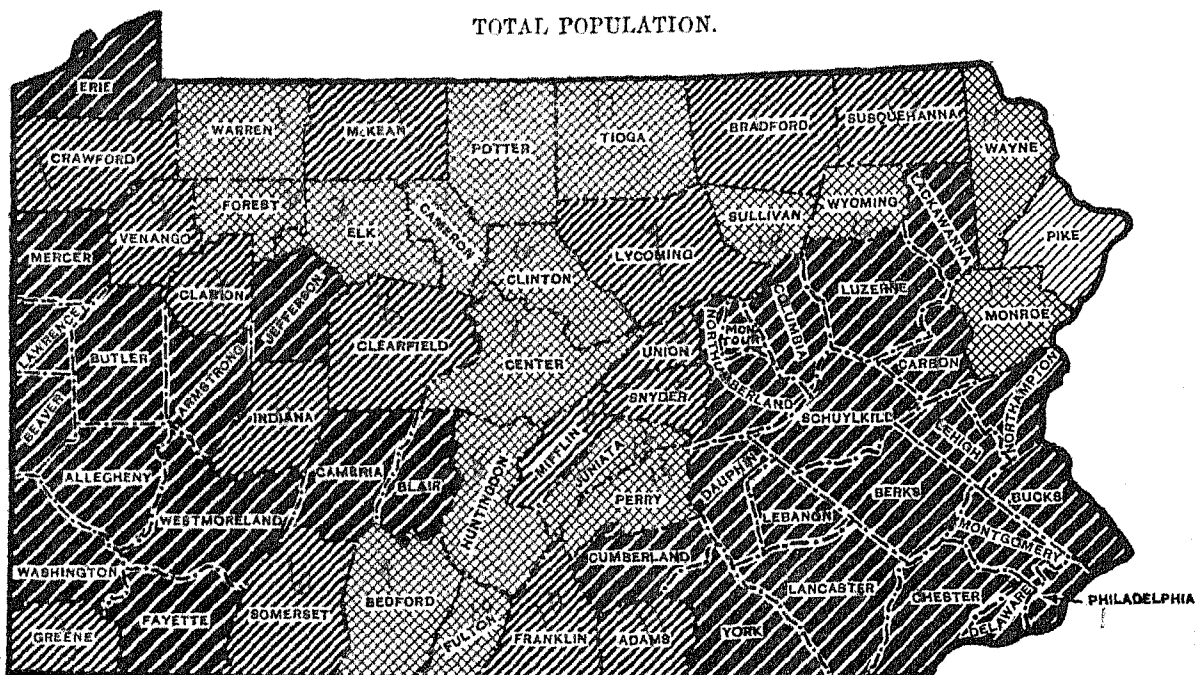 TOTAL POPULATION.
ERIE
WARREN
McKEAN
POTTER
TIOGA
BRADFORD
SUSQUEHANNA
WAYNE
CRAWFORD
FOREST
ELK
CAMERON
SULLIVAN
WYOMING
LACKAWANNA
PIKE
MERCER
VENANGO
CLARION
JEFFERSON
CLINTON
LYCOMING
COLUMBIA
LUZERNE
MONROE
LAWRENCE
BUTLER
ARMSTRONG
CLEARFIELD
CENTER
UNION
NORTHUMBERLAND
MONTOUR
CARBON
NORTHAMPTON
BEAVER
INDIANA
SNYDER
SCHUYLKILL
LEHIGH
ALLEGHENY
CAMBRIA
BLAIR
HUNTINGDON
MIFFLIN
JUNIATA
PERRY
DAUPHIN
BERKS
BUCKS
WESTMORELAND
LEBANON
MONTGOMERY
WASHINGTON
CUMBERLAND
LANCASTER
CHESTER
PHILADELPHIA
GREENE
FAYETTE
SOMERSET
BEDFORD
FULTON
FRANKLIN
ADAMS
YORK
DELAWARE